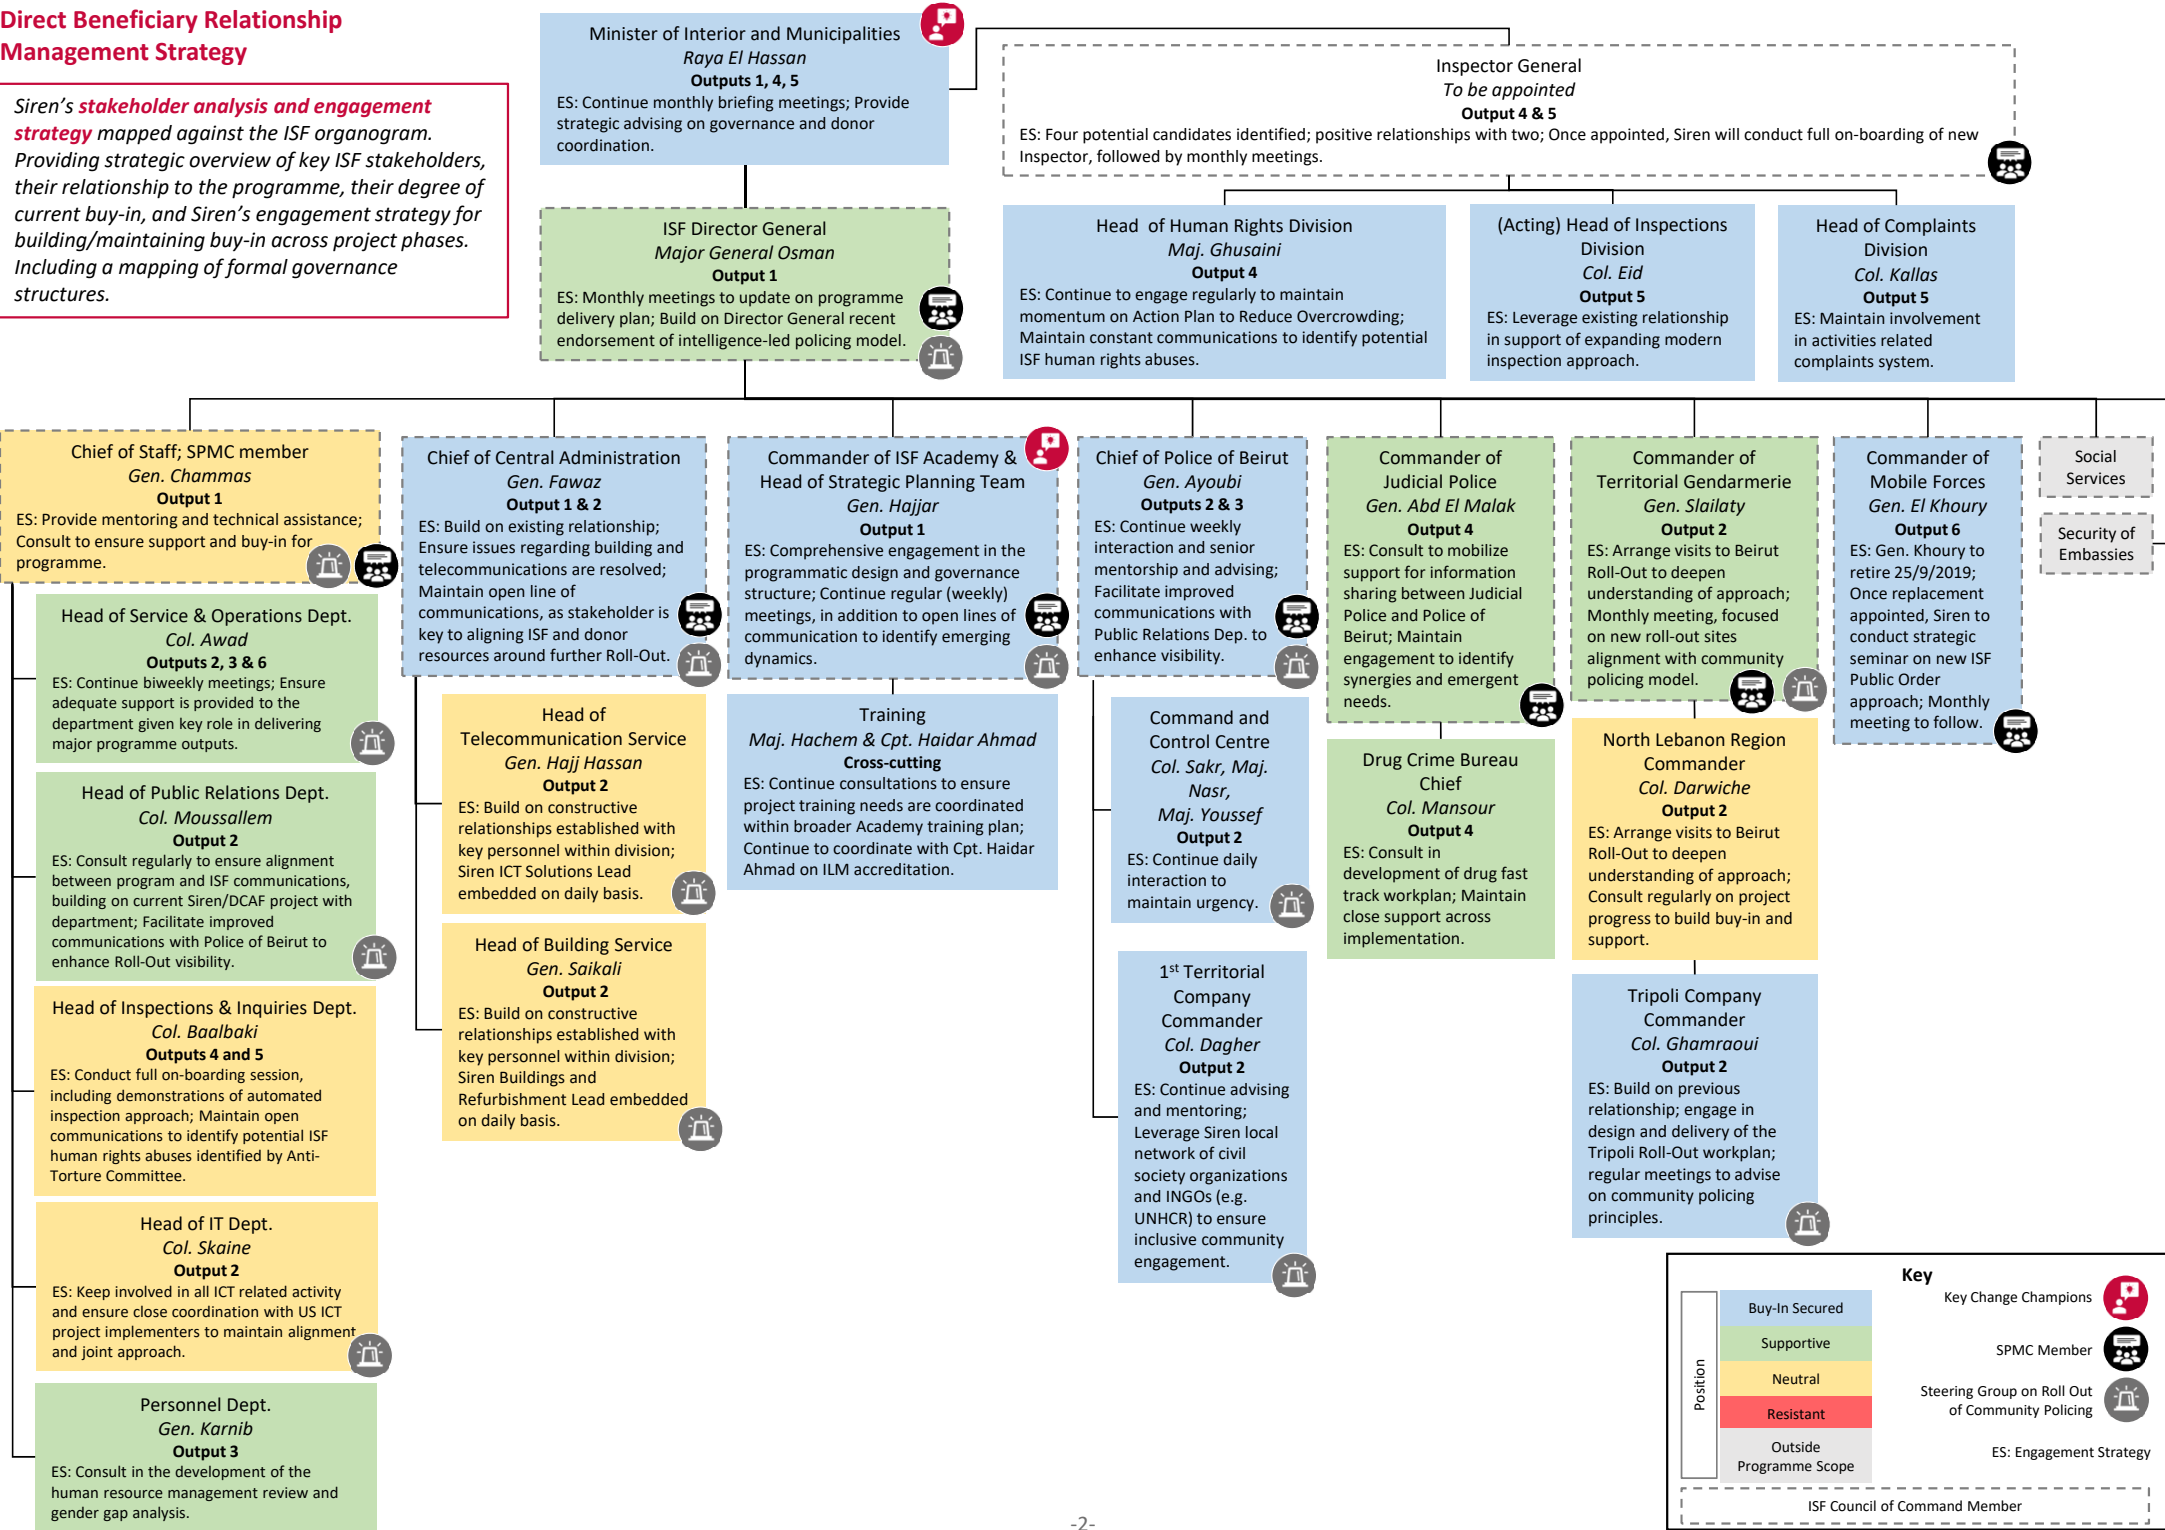 Direct Beneficiary Relationship
Management Strategy
Siren's stakeholder analysis and engagement
strategy mapped against the ISF organogram.
Providing strategic overview of key ISF stakeholders,
their relationship to the programme, their degree of
current buy-in, and Siren's engagement strategy for
building/maintaining buy-in across project phases.
Including a mapping of formal governance
structures.
Minister of Interior and Municipalities
Raya El Hassan
Outputs 1, 4, 5
ES: Continue monthly briefing meetings; Provide
strategic advising on governance and donor
coordination.
Inspector General
To be appointed
Output 4 & 5
ES: Four potential candidates identified; positive relationships with two; Once appointed, Siren will conduct full on-boarding of new
Inspector, followed by monthly meetings.
ISF Director General
Major General Osman
Output 1
ES: Monthly meetings to update on programme
delivery plan; Build on Director General recent
endorsement of intelligence-led policing model.
Head of Human Rights Division
Maj. Ghusaini
Output 4
ES: Continue to engage regularly to maintain
momentum on Action Plan to Reduce Overcrowding;
Maintain constant communications to identify potential
ISF human rights abuses.
(Acting) Head of Inspections
Division
Col. Eid
Output 5
ES: Leverage existing relationship
in support of expanding modern
inspection approach.
Head of Complaints
Division
Col. Kallas
Output 5
ES: Maintain involvement
in activities related
complaints system.
Chief of Staff; SPMC member
Gen. Chammas
Output 1
ES: Provide mentoring and technical assistance;
Consult to ensure support and buy-in for
programme.
Head of Service & Operations Dept.
Col. Awad
Outputs 2, 3 & 6
ES: Continue biweekly meetings; Ensure
adequate support is provided to the
department given key role in delivering
major programme outputs.
Head of Public Relations Dept.
Col. Moussallem
Output 2
ES: Consult regularly to ensure alignment
between program and ISF communications,
building on current Siren/DCAF project with
department; Facilitate improved
communications with Police of Beirut to
enhance Roll-Out visibility.
Head of Inspections & Inquiries Dept.
Col. Baalbaki
Outputs 4 and 5
ES: Conduct full on-boarding session,
including demonstrations of automated
inspection approach; Maintain open
communications to identify potential ISF
human rights abuses identified by Anti-
Torture Committee.
Head of IT Dept.
Col. Skaine
Output 2
ES: Keep involved in all ICT related activity
and ensure close coordination with US ICT
project implementers to maintain alignment
and joint approach.
Personnel Dept.
Gen. Karnib
Output 3
ES: Consult in the development of the
human resource management review and
gender gap analysis.
Chief of Central Administration
Gen. Fawaz
Output 1 & 2
ES: Build on existing relationship;
Ensure issues regarding building and
telecommunications are resolved;
Maintain open line of
communications, as stakeholder is
key to aligning ISF and donor
resources around further Roll-Out.
Head of
Telecommunication Service
Gen. Hajj Hassan
Output 2
ES: Build on constructive
relationships established with
key personnel within division;
Siren ICT Solutions Lead
embedded on daily basis.
Head of Building Service
Gen. Saikali
Output 2
ES: Build on constructive
relationships established with
key personnel within division;
Siren Buildings and
Refurbishment Lead embedded
on daily basis.
Commander of ISF Academy &
Head of Strategic Planning Team
Gen. Hajjar
Output 1
ES: Comprehensive engagement in the
programmatic design and governance
structure; Continue regular (weekly)
meetings, in addition to open lines of
communication to identify emerging
dynamics.
Training
Maj. Hachem & Cpt. Haidar Ahmad
Cross-cutting
ES: Continue consultations to ensure
project training needs are coordinated
within broader Academy training plan;
Continue to coordinate with Cpt. Haidar
Ahmad on ILM accreditation.
Chief of Police of Beirut
Gen. Ayoubi
Outputs 2 & 3
ES: Continue weekly
interaction and senior
mentorship and advising;
Facilitate improved
communications with
Public Relations Dep. to
enhance visibility.
Command and
Control Centre
Col. Sakr, Maj.
Nasr,
Maj. Youssef
Output 2
ES: Continue daily
interaction to
maintain urgency.
1st Territorial
Company
Commander
Col. Dagher
Output 2
ES: Continue advising
and mentoring;
Leverage Siren local
network of civil
society organizations
and INGOs (e.g.
UNHCR) to ensure
inclusive community
engagement.
Commander of
Judicial Police
Gen. Abd El Malak
Output 4
ES: Consult to mobilize
support for information
sharing between Judicial
Police and Police of
Beirut; Maintain
engagement to identify
synergies and emergent
needs.
Drug Crime Bureau
Chief
Col. Mansour
Output 4
ES: Consult in
development of drug fast
track workplan; Maintain
close support across
implementation.
Commander of
Territorial Gendarmerie
Gen. Slailaty
Output 2
ES: Arrange visits to Beirut
Roll-Out to deepen
understanding of approach;
Monthly meeting, focused
on new roll-out sites
alignment with community
policing model.
North Lebanon Region
Commander
Col. Darwiche
Output 2
ES: Arrange visits to Beirut
Roll-Out to deepen
understanding of approach;
Consult regularly on project
progress to build buy-in and
support.
Tripoli Company
Commander
Col. Ghamraoui
Output 2
ES: Build on previous
relationship; engage in
design and delivery of the
Tripoli Roll-Out workplan;
regular meetings to advise
on community policing
principles.
Commander of
Mobile Forces
Gen. El Khoury
Output 6
ES: Gen. Khoury to
retire 25/9/2019;
Once replacement
appointed, Siren to
conduct strategic
seminar on new ISF
Public Order
approach; Monthly
meeting to follow.
Social
Services
Security of
Embassies
Key
Position
Buy-In Secured
Supportive
Neutral
Resistant
Outside
Programme Scope
Key Change Champions
SPMC Member
Steering Group on Roll Out
of Community Policing
ES: Engagement Strategy
ISF Council of Command Member
-2-